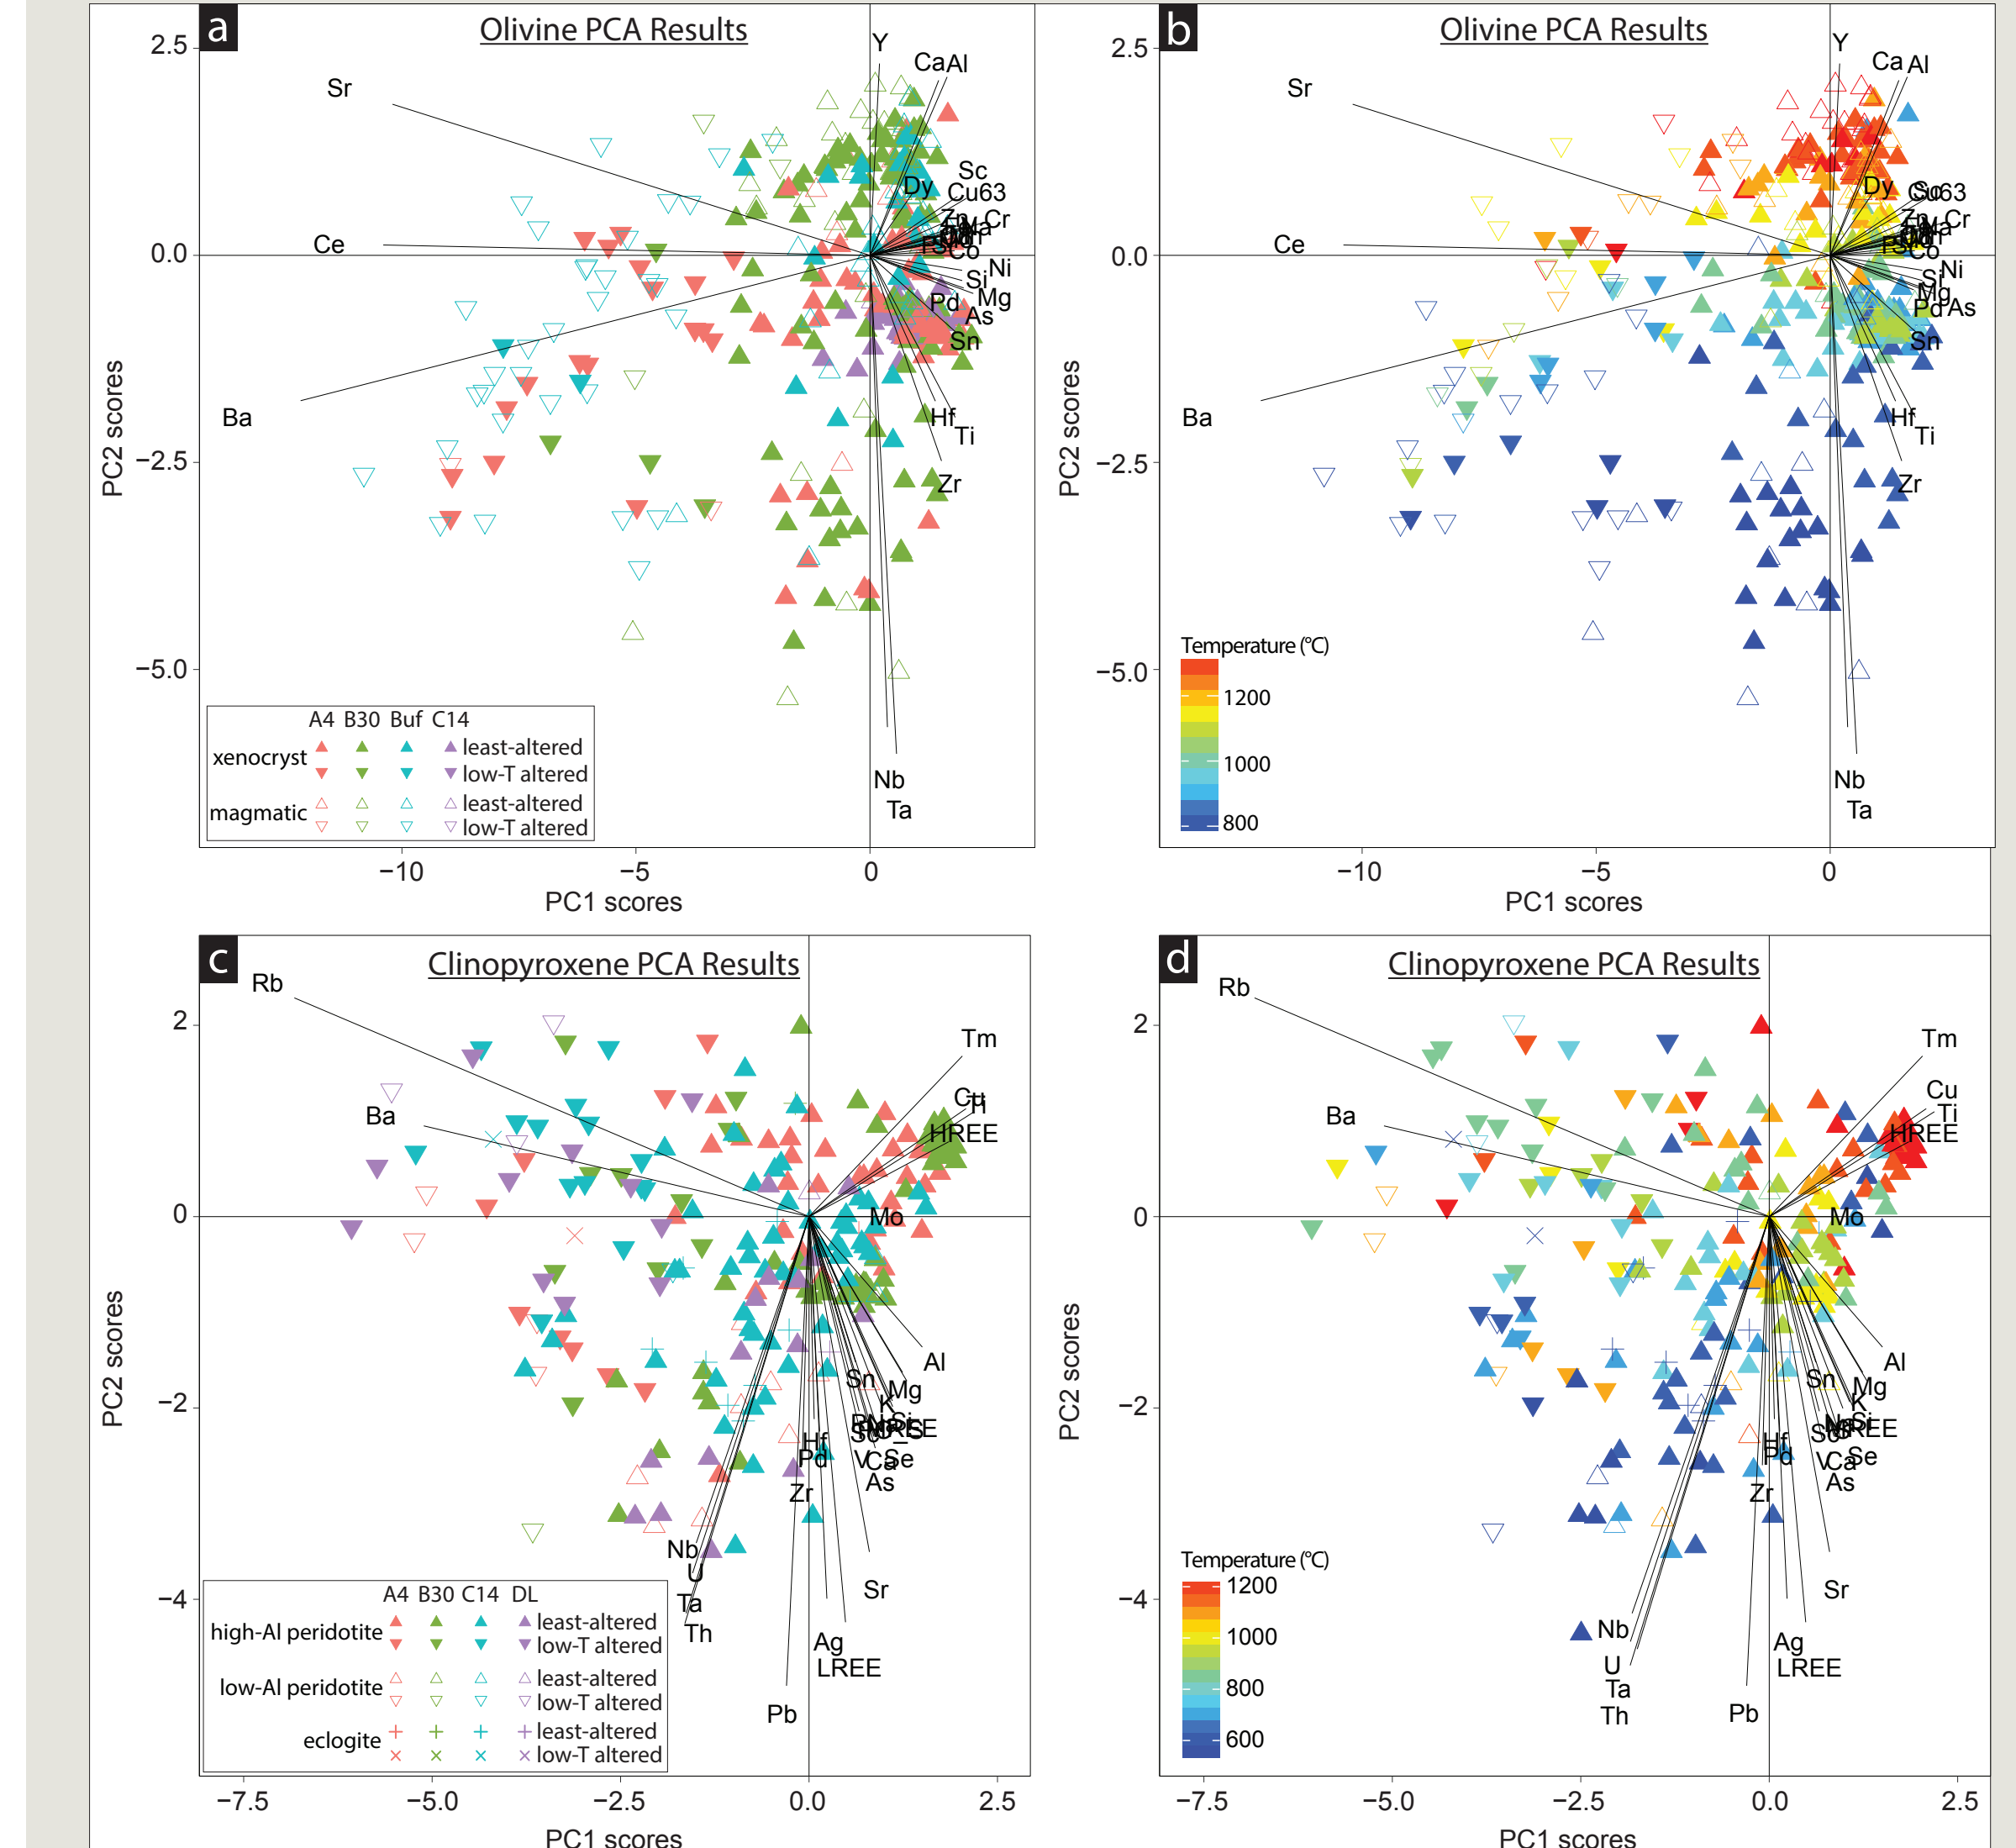 a
Olivine PCA Results
2.5
0.0
−2.5
−5.0
PC2 scores
Y
Ca Al
Sr
Sc
Dy
Cu63
Zn
Cr
Ce
Co
Ni
Si
Mg
Pd
As
Sn
Ba
Hf
Ti
Zr
Nb
Ta
A4 B30 Buf C14
xenocryst
least-altered
low-T altered
magmatic
least-altered
low-T altered
−10
−5
0
PC1 scores
b
Olivine PCA Results
2.5
0.0
−2.5
−5.0
PC2 scores
Y
Ca Al
Sr
Dy
Cu63
Zn
Cr
Ce
Co
Ni
Si
Mg
Pd As
Sn
Ba
Hf
Ti
Zr
Nb
Ta
Temperature (°C)
1200
1000
800
−10
−5
0
PC1 scores
c
Clinopyroxene PCA Results
2
0
−2
−4
PC2 scores
Rb
Tm
Cu
Ti
Ba
HREE
Mo
Al
Sn
Mg
K
Si
Hf
Pd
V
Ca
Se
As
Zr
Nb
U
Ta
Th
Sr
Ag
LREE
Pb
A4 B30 C14 DL
high-Al peridotite
least-altered
low-T altered
low-Al peridotite
least-altered
low-T altered
eclogite
least-altered
low-T altered
−7.5
−5.0
−2.5
0.0
2.5
PC1 scores
d
Clinopyroxene PCA Results
2
0
−2
−4
PC2 scores
Rb
Tm
Cu
Ti
Ba
HREE
Mo
Al
Sn
Mg
K
Si
Sc
Hf
Pd
V
Ca
Se
As
Zr
Sr
Nb
U
Ta
Th
Ag
LREE
Pb
Temperature (°C)
1200
1000
800
600
−7.5
−5.0
−2.5
0.0
2.5
PC1 scores